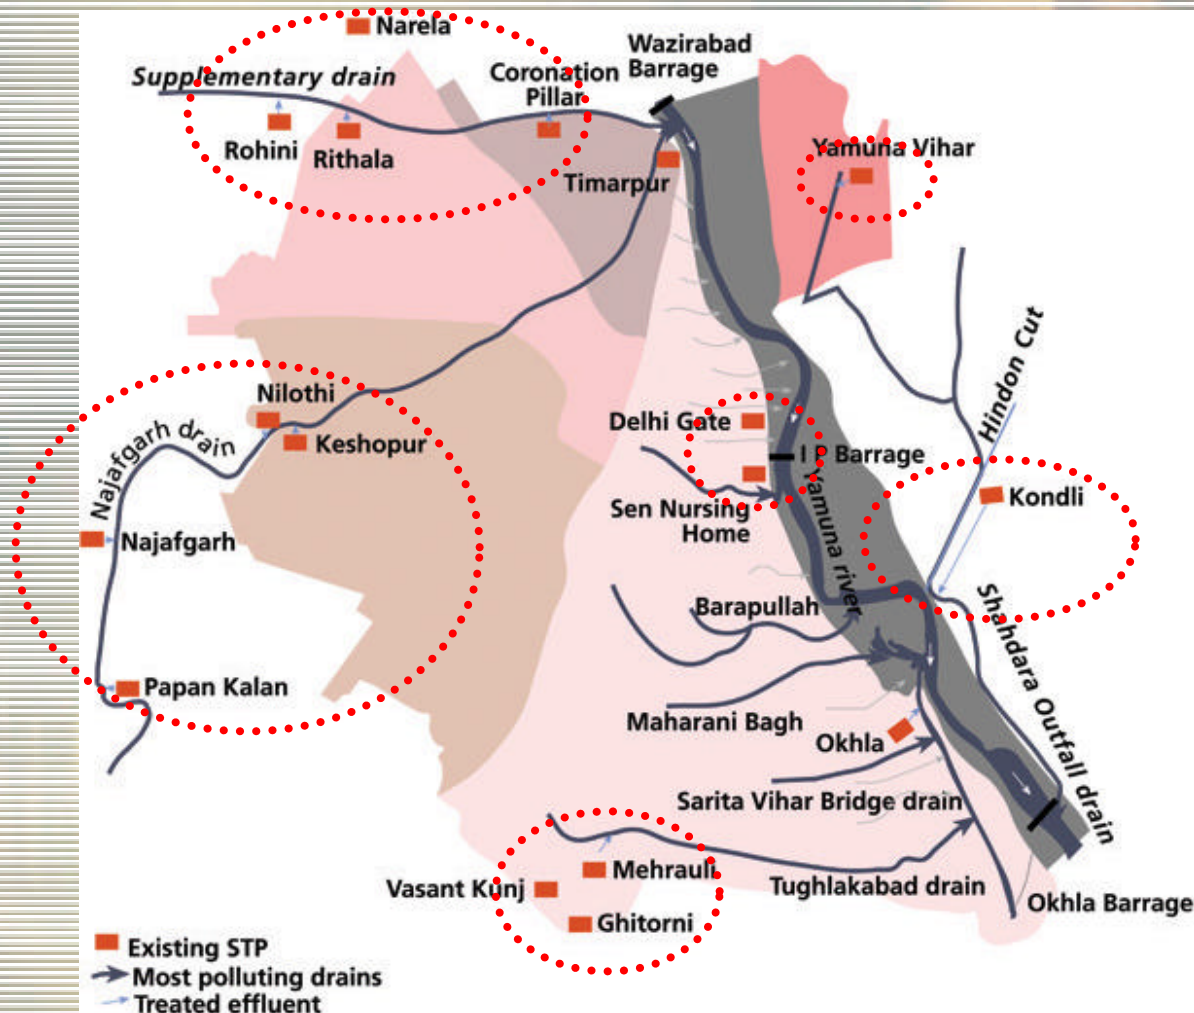 Narela
Wazirabad
Barrage
Supplementary drain
Coronation
Pillar
Rohini
Rithala
Timarpur
Yamuna Vihar
Hindon Cut
Nilothi
Keshopur
Najafgarh drain
Najafgarh
Papan Kalan
Delhi Gate
I P Barrage
Sen Nursing
Home
Yamuna river
Kondli
Barapullah
Shahdara Outfall drain
Maharani Bagh
Okhla
Sarita Vihar Bridge drain
Mehrauli
Vasant Kunj
Ghitorni
Tughlakabad drain
Okhla Barrage
Existing STP
Most polluting drains
Treated effluent